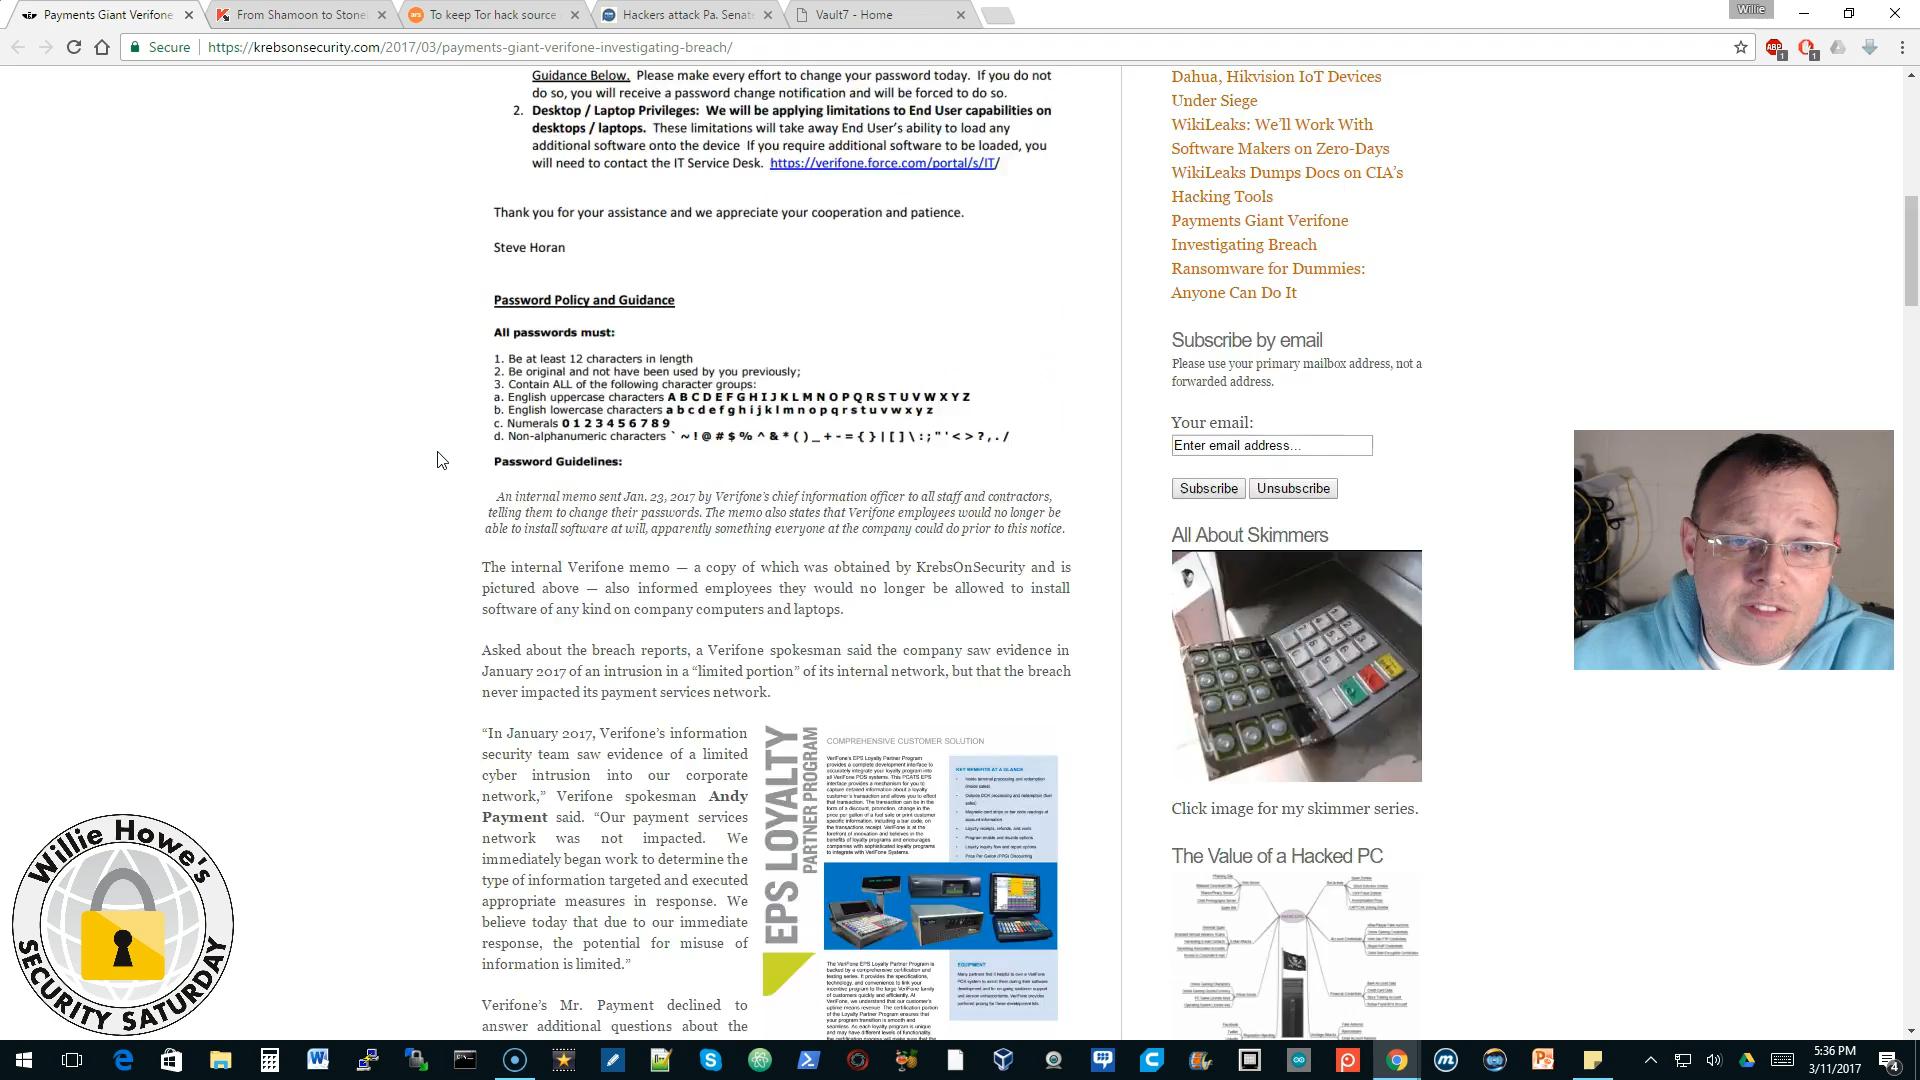 Payments Giant Verifone
From Shamoon to Stone
To keep Tor hack source
Hackers attack Pa. Senat
Vault7 - Home
Willie
Secure
https://krebsonsecurity.com/2017/03/payments-giant-verifone-investigating-breach/
Guidance Below. Please make every effort to change your password today. If you do not
do so, you will receive a password change notification and will be forced to do so.
2. Desktop / Laptop Privileges: We will be applying limitations to End User capabilities on
desktops / laptops. These limitations will take away End User's ability to load any
additional software onto the device If you require additional software to be loaded, you
will need to contact the IT Service Desk. https://verifone.force.com/portal/s/IT/
Thank you for your assistance and we appreciate your cooperation and patience.
Steve Horan
Password Policy and Guidance
All passwords must:
1. Be at least 12 characters in length
2. Be original and not have been used by you previously;
3. Contain ALL of the following character groups:
a. English uppercase characters A B C D E F G H I J K L M N O P Q R S T U V W X Y Z
b. English lowercase characters a b c d e f g h i j k l m n o p q r s t u v w x y z
c. Numerals 0 1 2 3 4 5 6 7 8 9
d. Non-alphanumeric characters ` ~ ! @ # $ % ^ & * ( ) _ + - = { } | [ ] \ : ; " ' < > ? , . /
Password Guidelines:
An internal memo sent Jan. 23, 2017 by Verifone's chief information officer to all staff and contractors,
telling them to change their passwords. The memo also states that Verifone employees would no longer be
able to install software at will, apparently something everyone at the company could do prior to this notice.
The internal Verifone memo — a copy of which was obtained by KrebsOnSecurity and is
pictured above — also informed employees they would no longer be allowed to install
software of any kind on company computers and laptops.
Asked about the breach reports, a Verifone spokesman said the company saw evidence in
January 2017 of an intrusion in a “limited portion” of its internal network, but that the breach
never impacted its payment services network.
“In January 2017, Verifone's information
security team saw evidence of a limited
cyber intrusion into our corporate
network,” Verifone spokesman Andy
Payment said. “Our payment services
network was not impacted. We
immediately began work to determine the
type of information targeted and executed
appropriate measures in response. We
believe today that due to our immediate
response, the potential for misuse of
information is limited.”
Verifone's Mr. Payment declined to
answer additional questions about the
EPS LOYALTY
PARTNER PROGRAM
COMPREHENSIVE CUSTOMER SOLUTION
KEY BENEFITS AT A GLANCE
EQUIPMENT
Dahua, Hikvision IoT Devices
Under Siege
WikiLeaks: We'll Work With
Software Makers on Zero-Days
WikiLeaks Dumps Docs on CIA's
Hacking Tools
Payments Giant Verifone
Investigating Breach
Ransomware for Dummies:
Anyone Can Do It
Subscribe by email
Please use your primary mailbox address, not a
forwarded address.
Your email:
Enter email address...
Subscribe
Unsubscribe
All About Skimmers
Click image for my skimmer series.
The Value of a Hacked PC
Willie Howe's
SECURITY SATURDAY
5:36 PM
3/11/2017